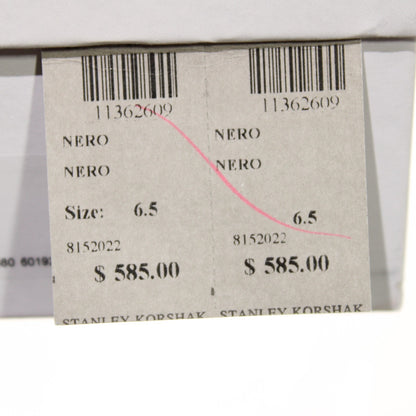 11362609 11362609
NERO NERO
NERO NERO
Size: 6.5 6.5
8152022 8152022
$ 585.00 $ 585.00
STANLEY KORSHAK STANLEY KORSHAK